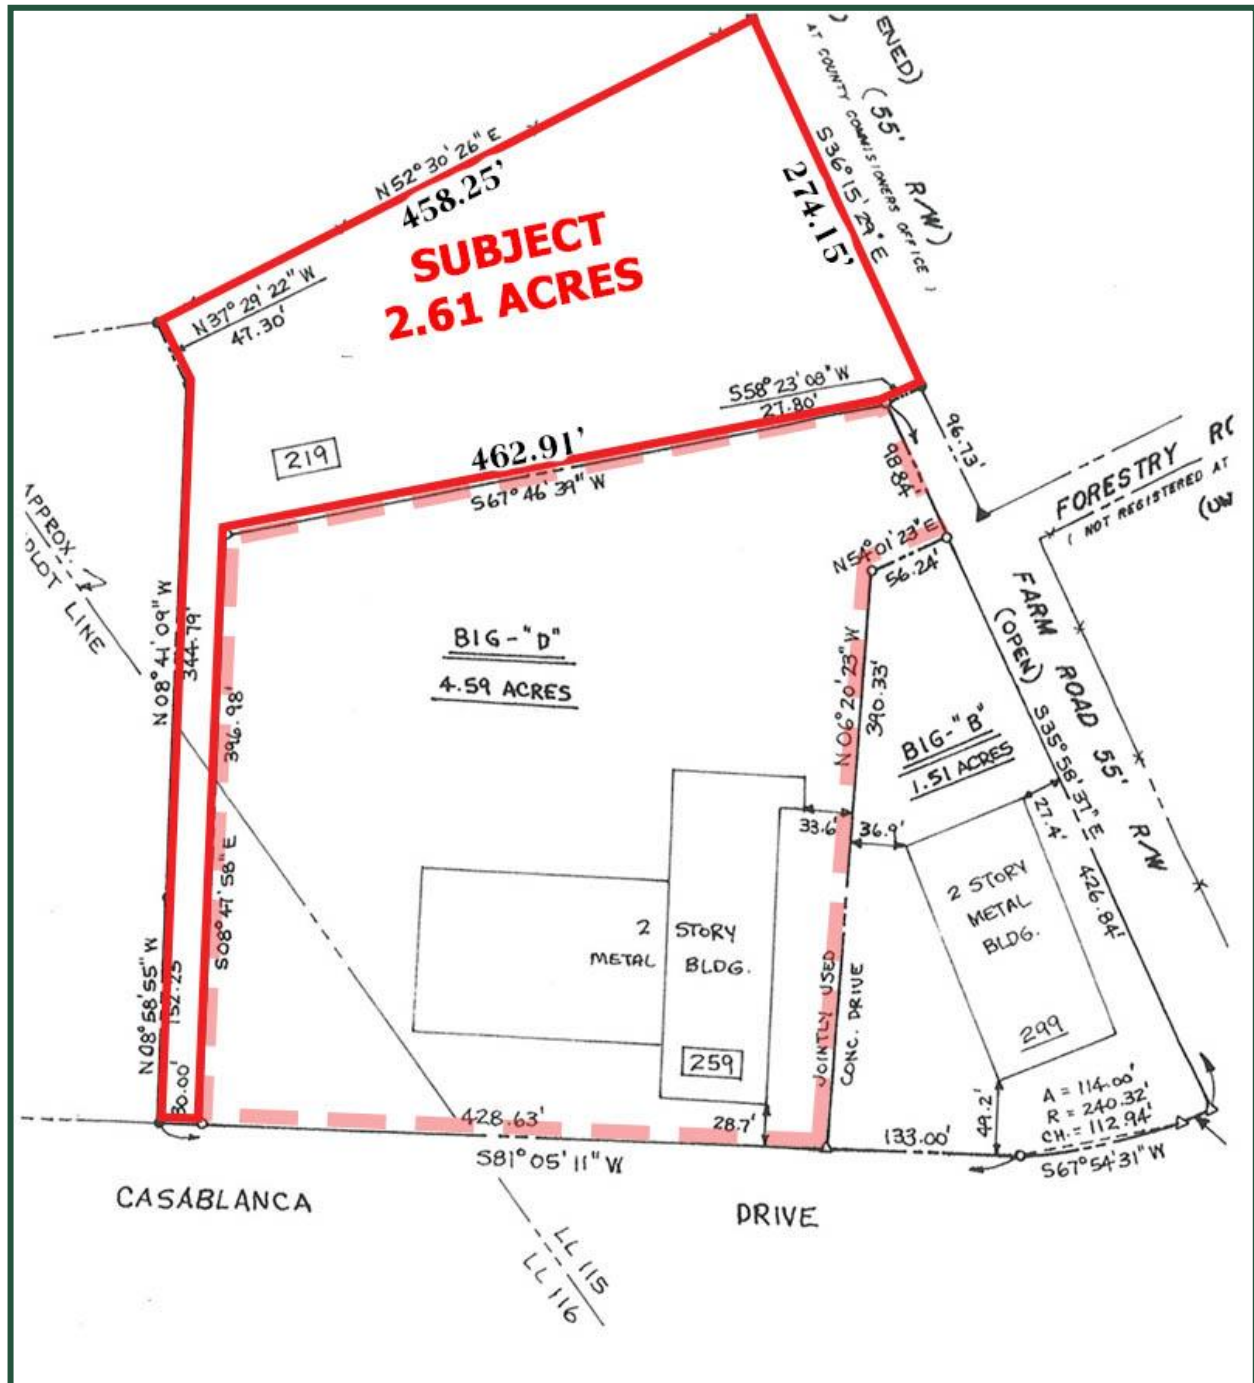 ENED)
(55' R/W)
AT COUNTY COMMISSIONERS OFFICE )
S36°15'29"E
274.15'
N52°30'26"E
458.25'
SUBJECT
2.61 ACRES
N37°29'22"W
47.30'
S58°23'08"W
27.80'
219
462.91'
S67°46'39"W
98.84'
96.73'
FORESTRY
( NOT REGISTERED AT
N54°01'23"E
56.24'
APPROX.
LINE
N08°41'09"W
344.79'
BIG-"D"
4.59 ACRES
396.98'
S08°47'58"E
N06°20'23"W
390.33'
BIG-"B"
1.51 ACRES
FARM ROAD 55' R/W
(OPEN)
S35°58'37"E
426.84'
33.6'
36.9'
27.4'
2 STORY
METAL BLDG.
2 STORY
METAL
BLDG.
299
259
JOINTLY USED
CONC. DRIVE
N08°58'55"W
152.25
30.00'
428.63'
S81°05'11"W
28.7'
133.00'
49.2'
A = 114.00'
R = 240.32'
CH. = 112.94'
S67°54'31"W
CASABLANCA DRIVE
LL 115
LL 116